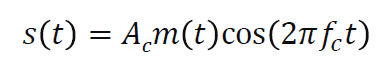 s(t) = A_c m(t)cos(2πf_c t)